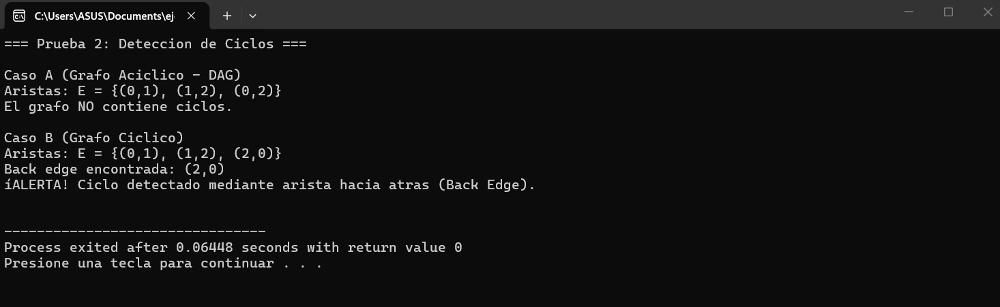 C:\Users\ASUS\Documents\ej
=== Prueba 2: Deteccion de Ciclos ===
Caso A (Grafo Aciclico - DAG)
Aristas: E = {(0,1), (1,2), (0,2)}
El grafo NO contiene ciclos.
Caso B (Grafo Ciclico)
Aristas: E = {(0,1), (1,2), (2,0)}
Back edge encontrada: (2,0)
íALERTA! Ciclo detectado mediante arista hacia atras (Back Edge).
--------------------------------
Process exited after 0.06448 seconds with return value 0
Presione una tecla para continuar . . .